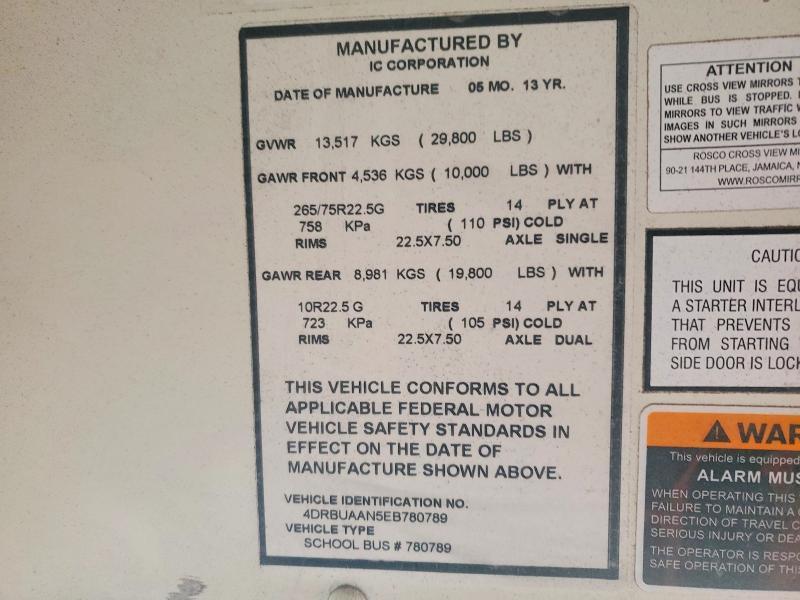 MANUFACTURED BY
IC CORPORATION
DATE OF MANUFACTURE 05 MO. 13 YR.
GVWR 13,517 KGS ( 29,800 LBS )
GAWR FRONT 4,536 KGS ( 10,000 LBS ) WITH
265/75R22.5G TIRES 14 PLY AT
758 KPa ( 110 PSI) COLD
RIMS 22.5X7.50 AXLE SINGLE
GAWR REAR 8,981 KGS ( 19,800 LBS ) WITH
10R22.5 G TIRES 14 PLY AT
723 KPa ( 105 PSI) COLD
RIMS 22.5X7.50 AXLE DUAL
THIS VEHICLE CONFORMS TO ALL
APPLICABLE FEDERAL MOTOR
VEHICLE SAFETY STANDARDS IN
EFFECT ON THE DATE OF
MANUFACTURE SHOWN ABOVE.
VEHICLE IDENTIFICATION NO.
4DRBUAAN5EB780789
VEHICLE TYPE
SCHOOL BUS # 780789
ATTENTION
USE CROSS VIEW MIRRORS
WHILE BUS IS STOPPED.
MIRRORS TO VIEW TRAFFIC
IMAGES IN SUCH MIRRORS
SHOW ANOTHER VEHICLE'S
ROSCO CROSS VIEW
90-21 144TH PLACE, JAMAICA,
WWW.ROSCOMIRR
CAUTIO
THIS UNIT IS EQU
A STARTER INTERL
THAT PREVENTS
FROM STARTING
SIDE DOOR IS LOCK
WAR
This vehicle is equipped
ALARM MUS
WHEN OPERATING THIS
FAILURE TO MAINTAIN A
DIRECTION OF TRAVEL
SERIOUS INJURY OR DEA
THE OPERATOR IS RESPO
SAFE OPERATION OF THIS